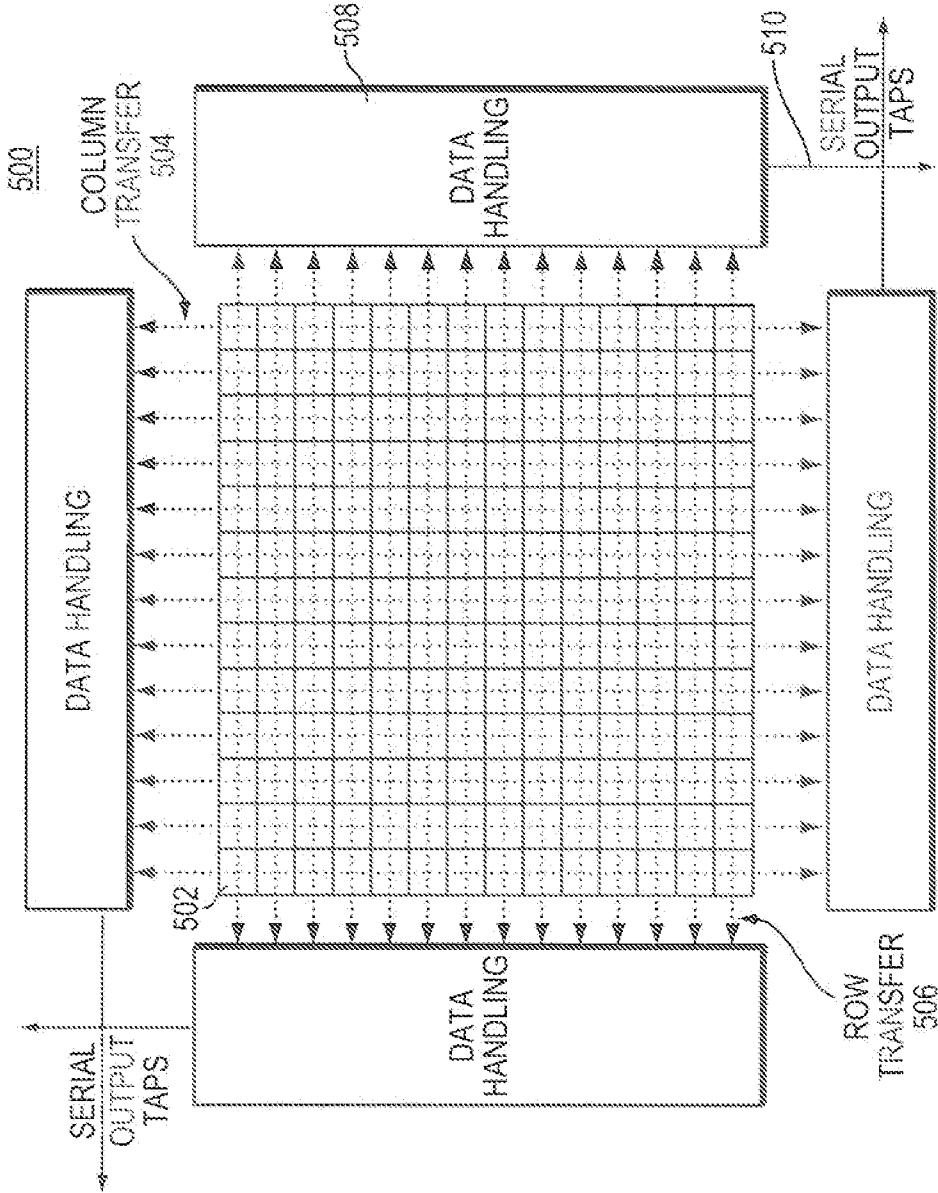 500
COLUMN
TRANSFER
504
508
DATA HANDLING
DATA
HANDLING
502
DATA
HANDLING
510
SERIAL
OUTPUT
TAPS
SERIAL
OUTPUT
TAPS
DATA HANDLING
ROW
TRANSFER
506